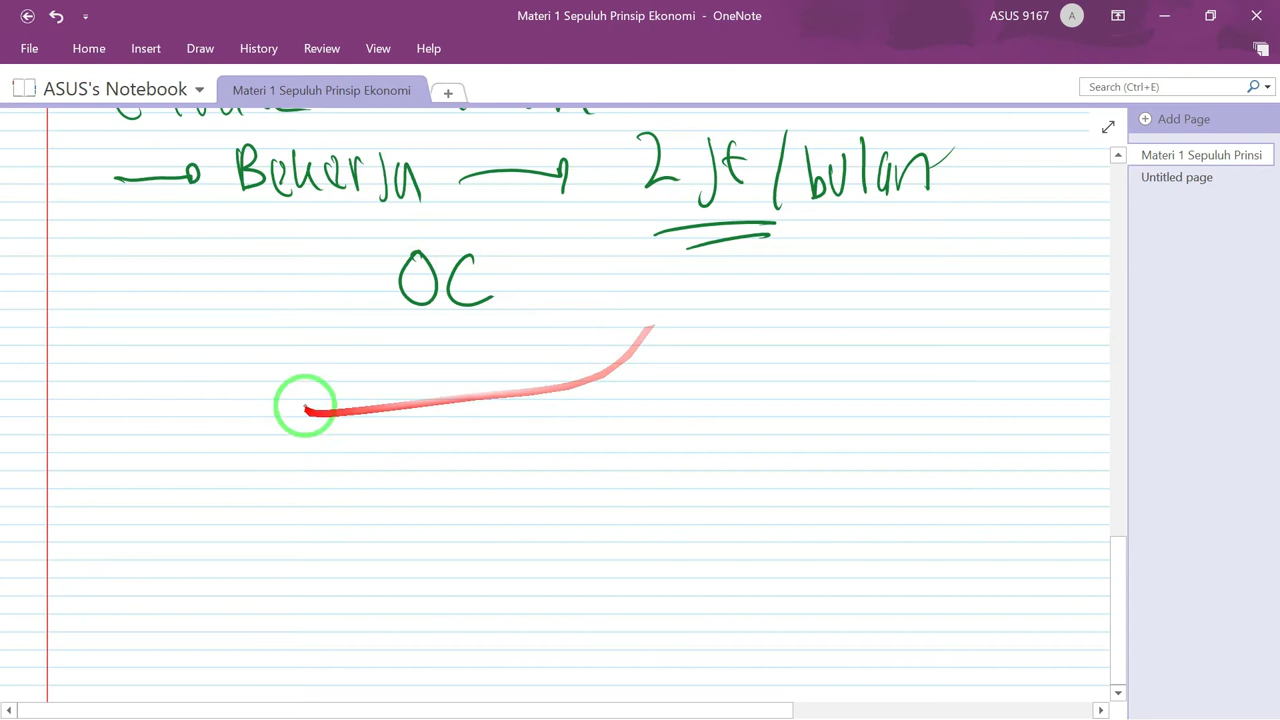 Materi 1 Sepuluh Prinsip Ekonomi - OneNote
ASUS 9167
A
File Home Insert Draw History Review View Help
ASUS's Notebook
Materi 1 Sepuluh Prinsip Ekonomi
Search (Ctrl+E)
Add Page
Materi 1 Sepuluh Prinsi
Untitled page
Bekerja → 2 jt/bulan
OC